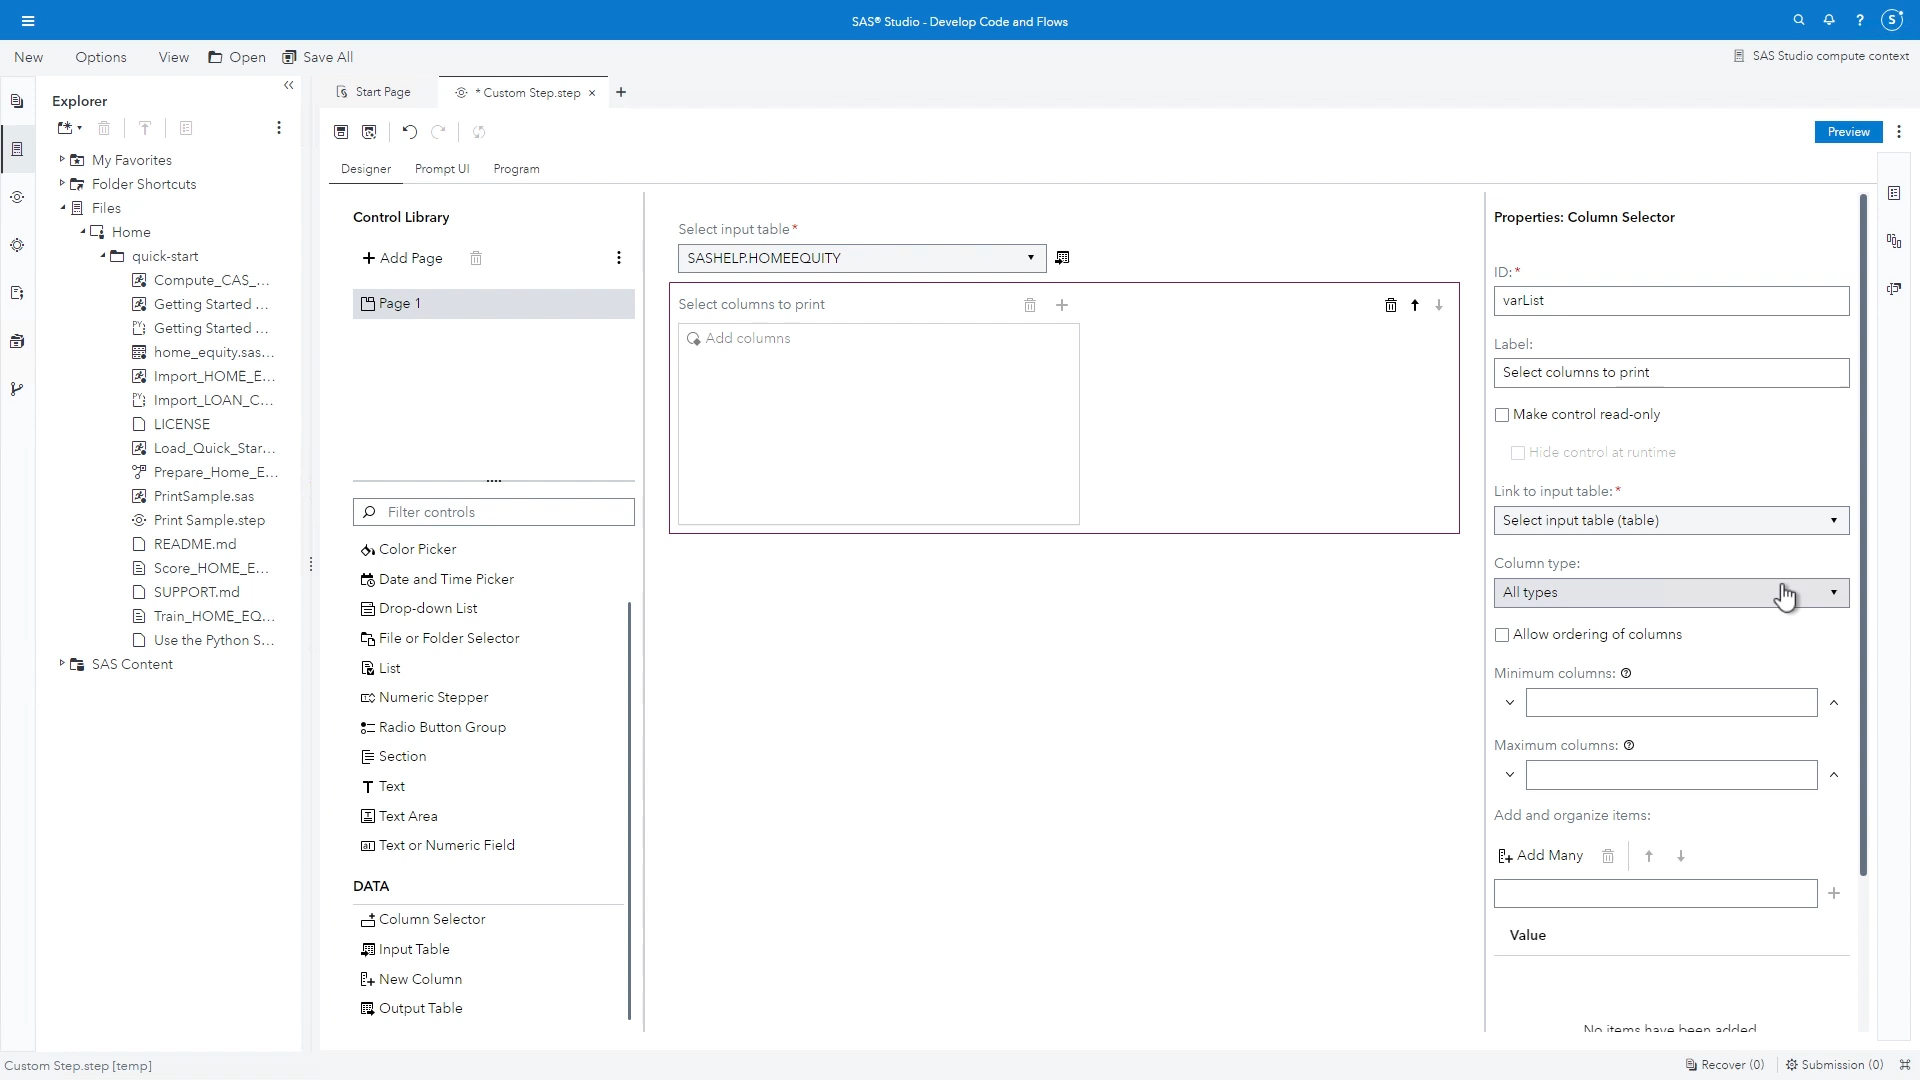 SAS® Studio - Develop Code and Flows
S
New
Options
View
Open
Save All
SAS Studio compute context
Explorer
My Favorites
Folder Shortcuts
Files
Home
quick-start
Compute_CAS_...
Getting Started ...
Getting Started ...
home_equity.sas...
Import_HOME_E...
Import_LOAN_C...
LICENSE
Load_Quick_Star...
Prepare_Home_E...
PrintSample.sas
Print Sample.step
README.md
Score_HOME_E...
SUPPORT.md
Train_HOME_EQ...
Use the Python S...
SAS Content
Start Page
* Custom Step.step
Preview
Designer
Prompt UI
Program
Control Library
Add Page
Page 1
Filter controls
Color Picker
Date and Time Picker
Drop-down List
File or Folder Selector
List
Numeric Stepper
Radio Button Group
Section
Text
Text Area
Text or Numeric Field
DATA
Column Selector
Input Table
New Column
Output Table
Select input table*
SASHELP.HOMEEQUITY
Select columns to print
Add columns
Properties: Column Selector
ID:*
varList
Label:
Select columns to print
Make control read-only
Hide control at runtime
Link to input table:*
Select input table (table)
Column type:
All types
Allow ordering of columns
Minimum columns:
Maximum columns:
Add and organize items:
Add Many
Value
No items have been added
Custom Step.step [temp]
Recover (0)
Submission (0)